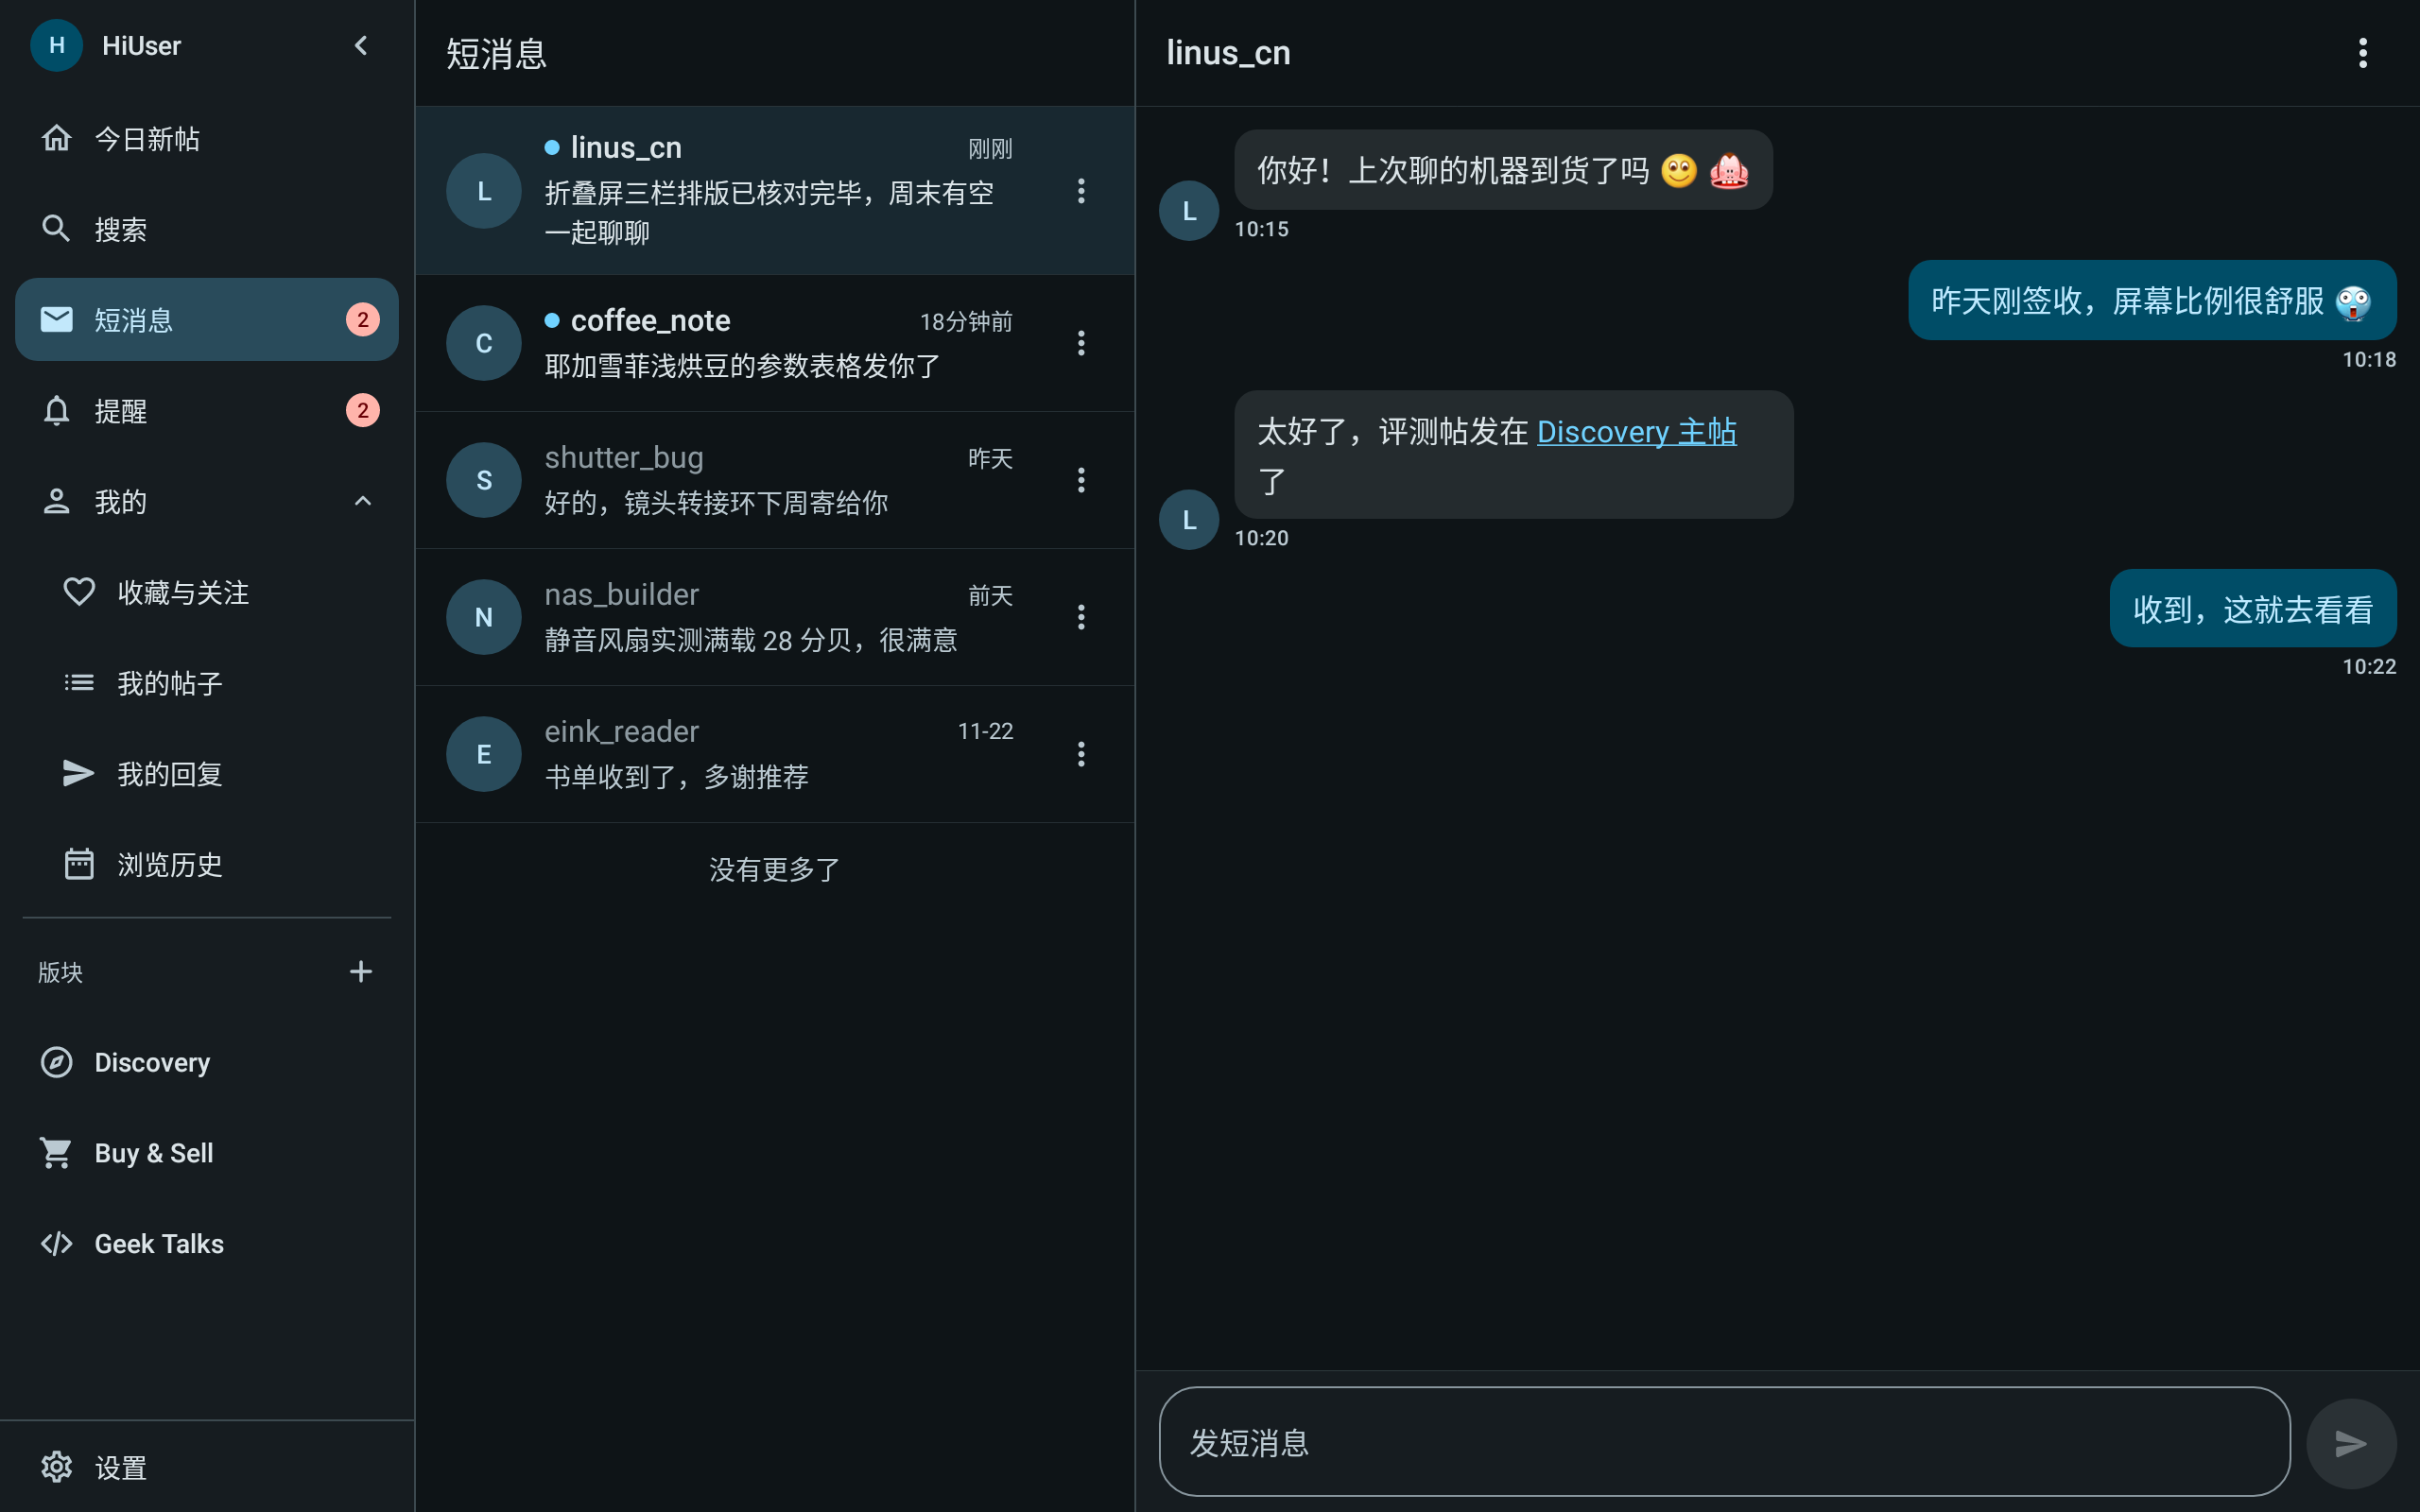 H HiUser
今日新帖
搜索
短消息 2
提醒 2
我的
收藏与关注
我的帖子
我的回复
浏览历史
版块
Discovery
Buy & Sell
Geek Talks
设置
短消息
L
linus_cn 刚刚
折叠屏三栏排版已核对完毕，周末有空
一起聊聊
C
coffee_note 18分钟前
耶加雪菲浅烘豆的参数表格发你了
S
shutter_bug 昨天
好的，镜头转接环下周寄给你
N
nas_builder 前天
静音风扇实测满载 28 分贝，很满意
E
eink_reader 11-22
书单收到了，多谢推荐
没有更多了
linus_cn
你好！上次聊的机器到货了吗
L
10:15
昨天刚签收，屏幕比例很舒服
10:18
太好了，评测帖发在 Discovery 主帖
了
L
10:20
收到，这就去看看
10:22
发短消息